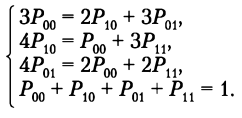 3P₀₀ = 2P₁₀ + 3P₀₁,
4P₁₀ = P₀₀ + 3P₁₁,
4P₀₁ = 2P₀₀ + 2P₁₁,
P₀₀ + P₁₀ + P₀₁ + P₁₁ = 1.